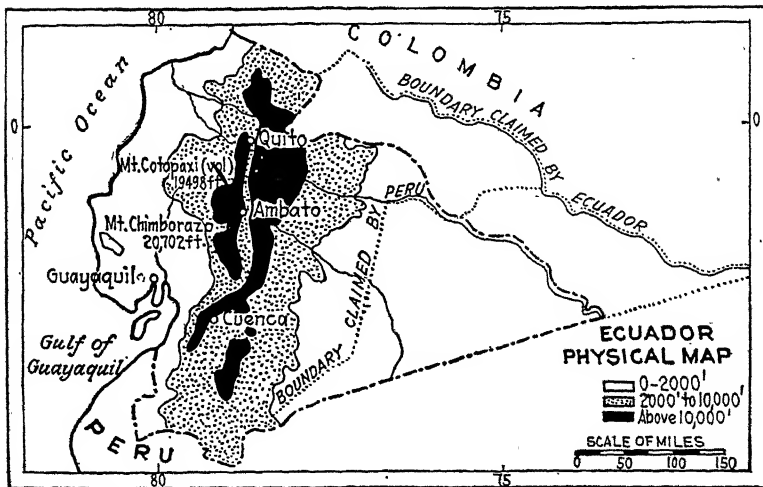 80
75
COLOMBIA
Pacific Ocean
BOUNDARY CLAIMED BY ECUADOR
0
0
Quito
Mt. Cotopaxi (vol)
19498ft.
PERU
Ambato
Mt. Chimborazo
20,702 ft.
BOUNDARY CLAIMED BY
Guayaquil
Cuenca
Gulf of
Guayaquil
ECUADOR
PHYSICAL MAP
0-2000'
2000' to 10,000'
Above 10,000'
SCALE OF MILES
0 50 100 150
PERU
80
75